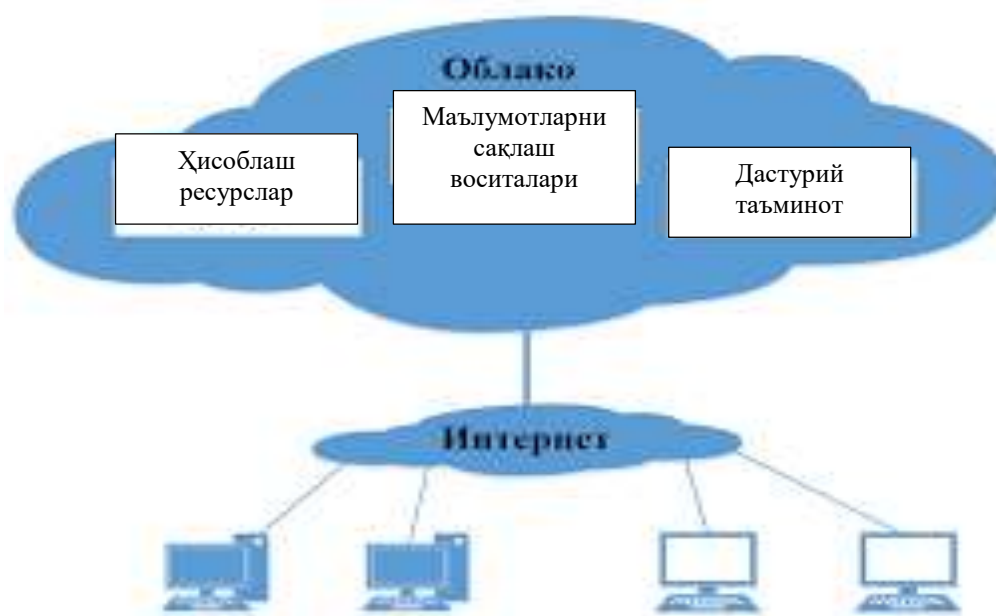 Облако
Ҳисоблаш
ресурслар
Маълумотларни
сақлаш
воситалари
Дастурий
таъминот
Интернет